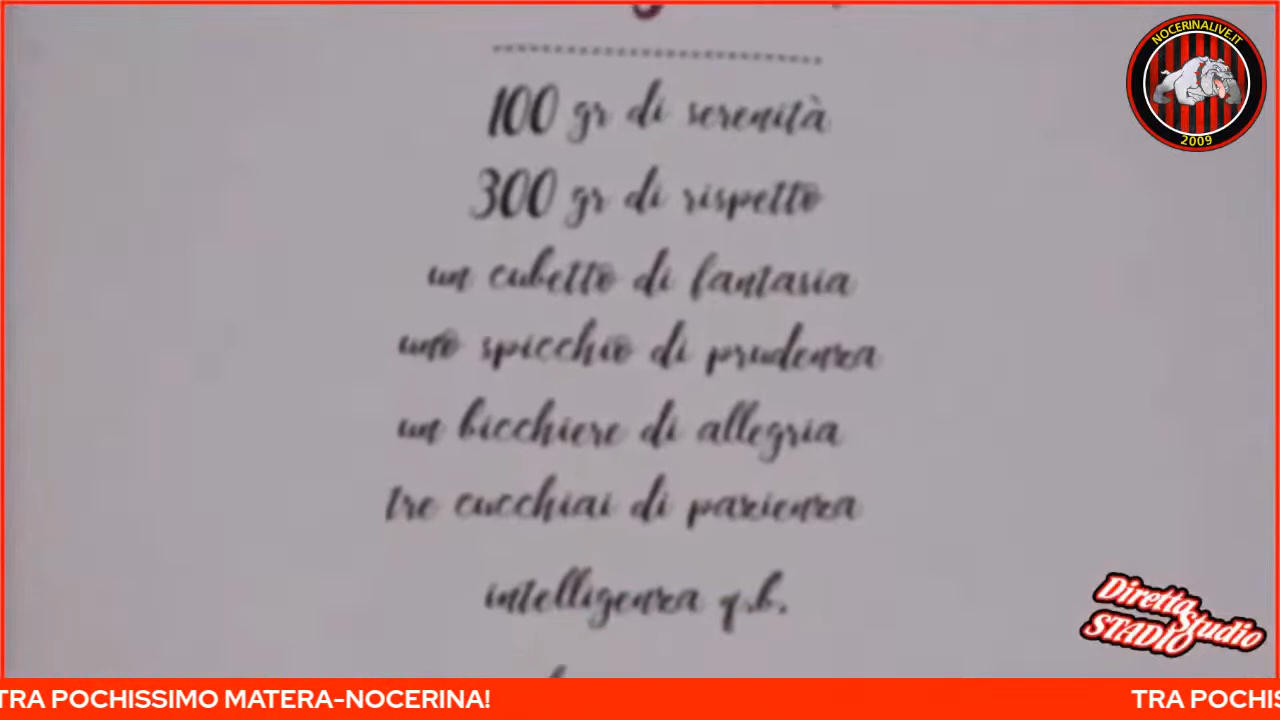 NOCERINALIVE.IT
2009
100 gr di serenità
300 gr di rispetto
un cubetto di fantasia
uno spicchio di prudenza
un bicchiere di allegria
tre cucchiai di pazienza
intelligenza q.b.
Diretta Studio
STADIO
TRA POCHISSIMO MATERA-NOCERINA!
TRA POCHIS